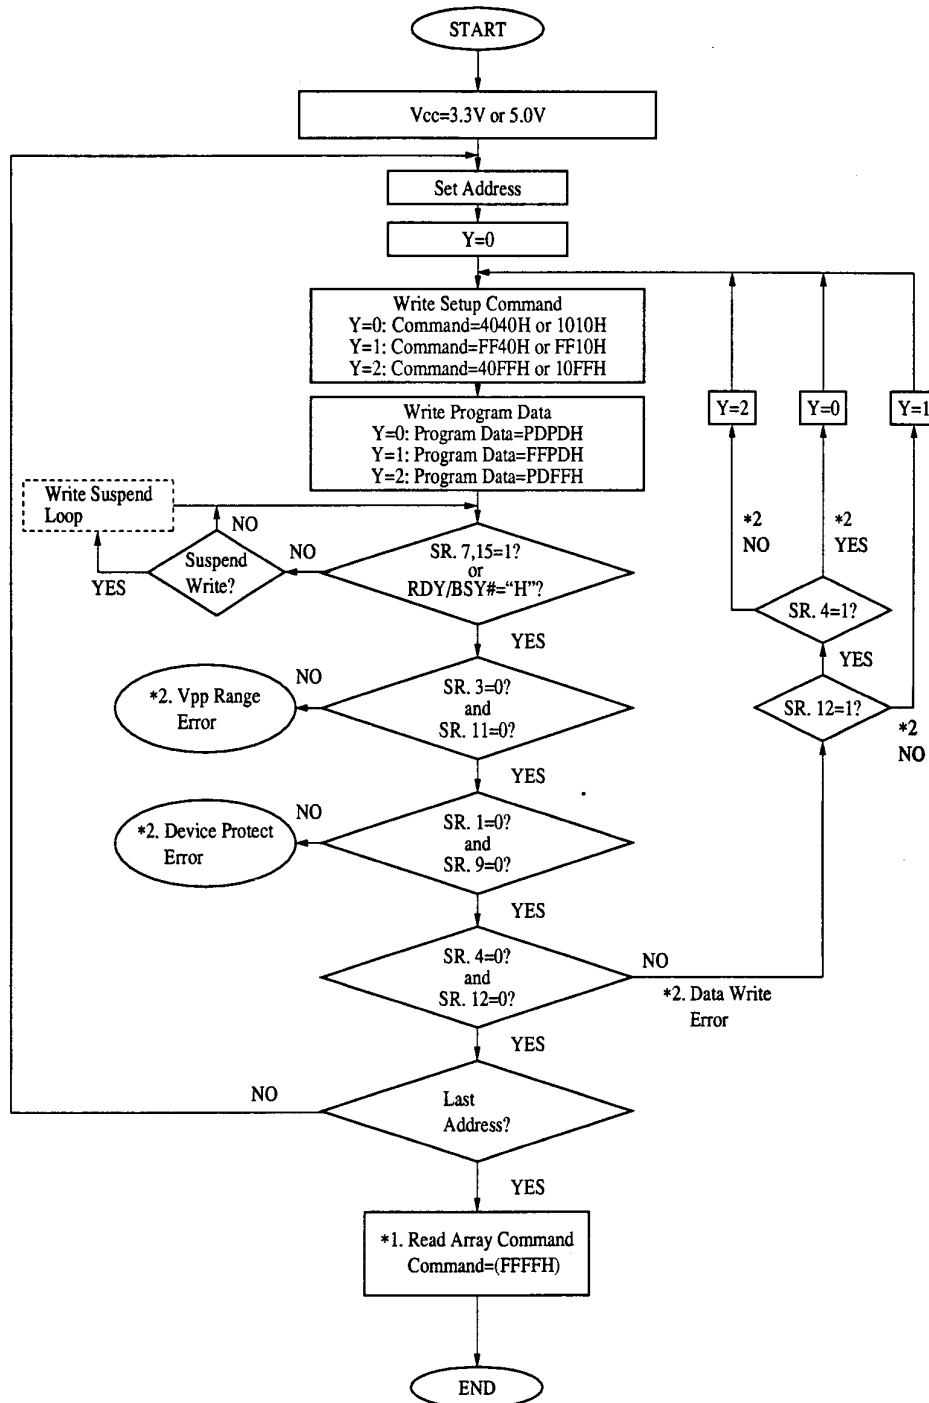 START
Vcc=3.3V or 5.0V
Set Address
Y=0
Write Setup Command
Y=0: Command=4040H or 1010H
Y=1: Command=FF40H or FF10H
Y=2: Command=40FFH or 10FFH
Y=2
Y=0
Y=1
Write Program Data
Y=0: Program Data=PDPDH
Y=1: Program Data=FFPDH
Y=2: Program Data=PDFFH
Write Suspend
Loop
NO
YES
Suspend
Write?
NO
SR. 7,15=1?
or
RDY/BSY#="H"?
YES
*2
NO
*2
YES
SR. 4=1?
YES
SR. 12=1?
*2
NO
*2. Vpp Range
Error
NO
SR. 3=0?
and
SR. 11=0?
YES
*2. Device Protect
Error
NO
SR. 1=0?
and
SR. 9=0?
YES
SR. 4=0?
and
SR. 12=0?
NO
*2. Data Write
Error
YES
NO
Last
Address?
YES
*1. Read Array Command
Command=(FFFFH)
END